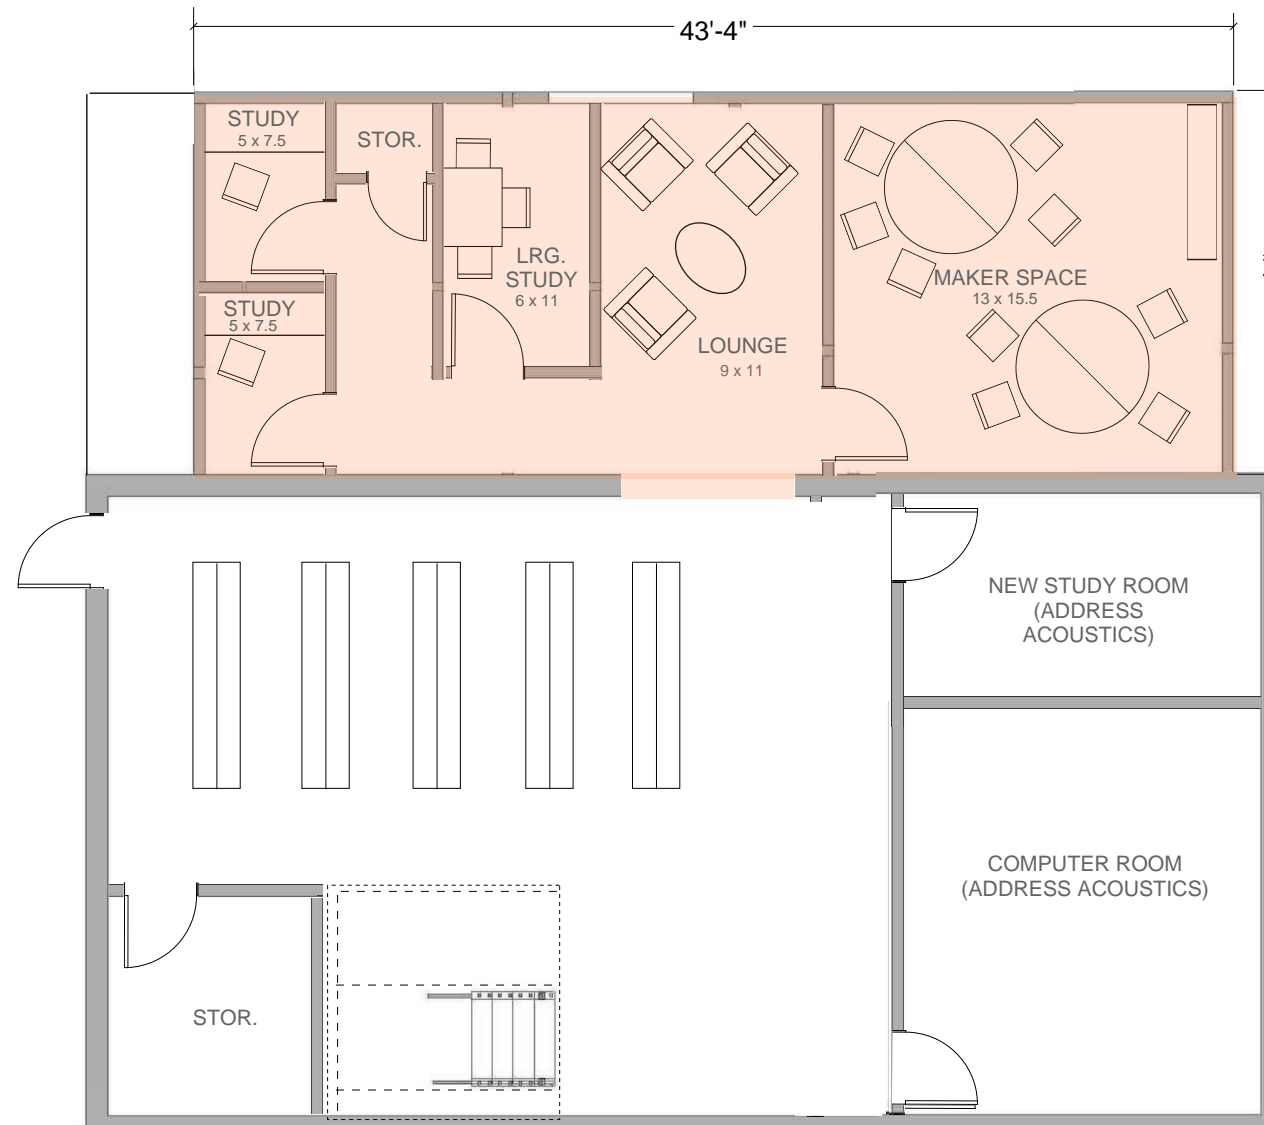 43'-4"
STUDY
5 x 7.5
STOR.
LRG.
STUDY
6 x 11
MAKER SPACE
13 x 15.5
STUDY
5 x 7.5
LOUNGE
9 x 11
NEW STUDY ROOM
(ADDRESS
ACOUSTICS)
COMPUTER ROOM
(ADDRESS ACOUSTICS)
STOR.